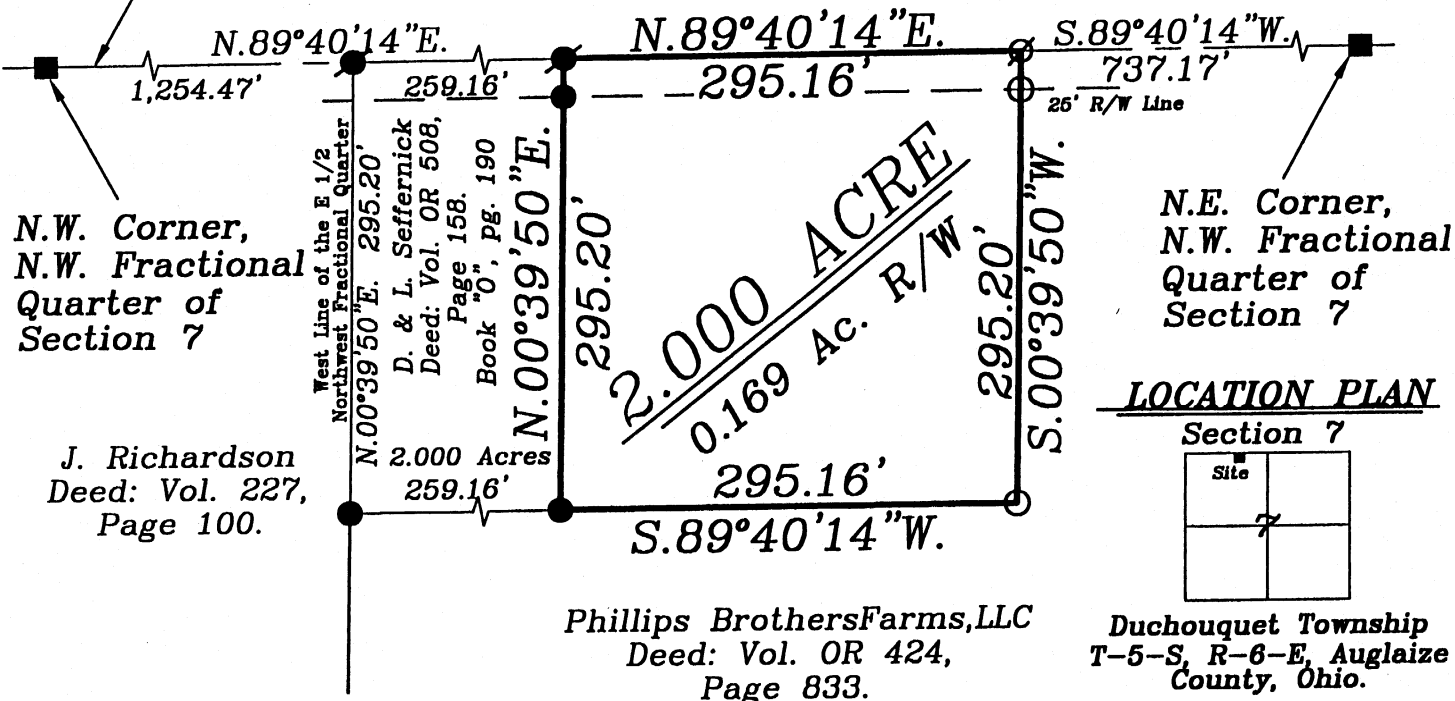 N.89°40'14"E.
1,254.47'
259.16'
N.89°40'14"E.
295.16'
S.89°40'14"W.
737.17'
25' R/W Line
N.W. Corner,
N.W. Fractional
Quarter of
Section 7
West Line of the E 1/2
Northwest Fractional Quarter
N.00°39'50"E. 295.20'
D. & L. Seffernick
Deed: Vol. OR 508,
Page 158.
Book "O", pg. 190
2.000 Acres
259.16'
N.00°39'50"E.
295.20'
2.000 ACRE
0.169 Ac. R/W
295.20'
S.00°39'50"W.
295.16'
S.89°40'14"W.
N.E. Corner,
N.W. Fractional
Quarter of
Section 7
J. Richardson
Deed: Vol. 227,
Page 100.
Phillips BrothersFarms,LLC
Deed: Vol. OR 424,
Page 833.
LOCATION PLAN
Section 7
Site
7
Duchouquet Township
T-5-S, R-6-E, Auglaize
County, Ohio.